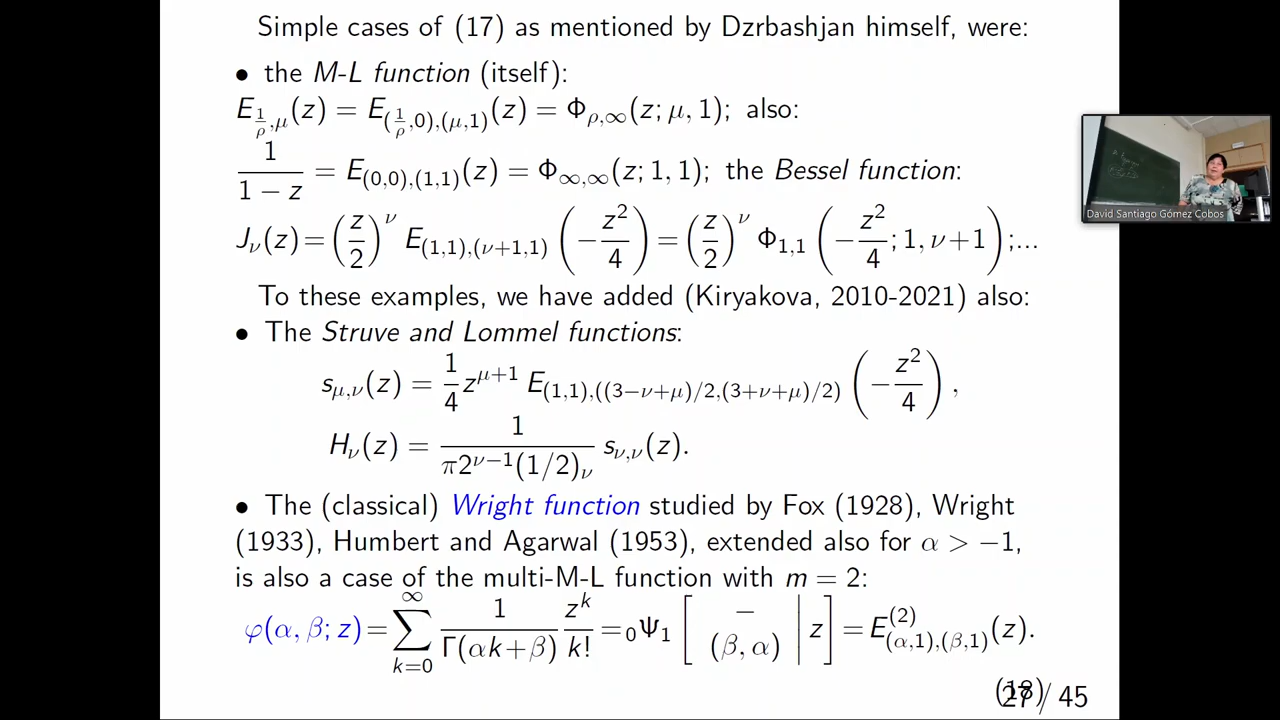 Simple cases of (17) as mentioned by Dzrbashjan himself, were:
• the M-L function (itself):
E_{1/ρ,μ}(z) = E_{(1/ρ,0),(μ,1)}(z) = Φ_{ρ,∞}(z; μ, 1); also:
1/(1 − z) = E_{(0,0),(1,1)}(z) = Φ_{∞,∞}(z; 1, 1); the Bessel function:
J_ν(z) = (z/2)^ν E_{(1,1),(ν+1,1)} (−z²/4) = (z/2)^ν Φ_{1,1} (−z²/4; 1, ν+1);...
To these examples, we have added (Kiryakova, 2010-2021) also:
• The Struve and Lommel functions:
s_{μ,ν}(z) = 1/4 z^{μ+1} E_{(1,1),((3−ν+μ)/2,(3+ν+μ)/2)} (−z²/4),
H_ν(z) = 1/(π2^{ν−1}(1/2)_ν) s_{ν,ν}(z).
• The (classical) Wright function studied by Fox (1928), Wright
(1933), Humbert and Agarwal (1953), extended also for α > −1,
is also a case of the multi-M-L function with m = 2:
φ(α, β; z) = ∑_{k=0}^{∞} 1/Γ(αk+β) z^k/k! = ₀Ψ₁ [ − (β, α) | z ] = E^{(2)}_{(α,1),(β,1)}(z).
(18)
27 / 45
David Santiago Gómez Cobos